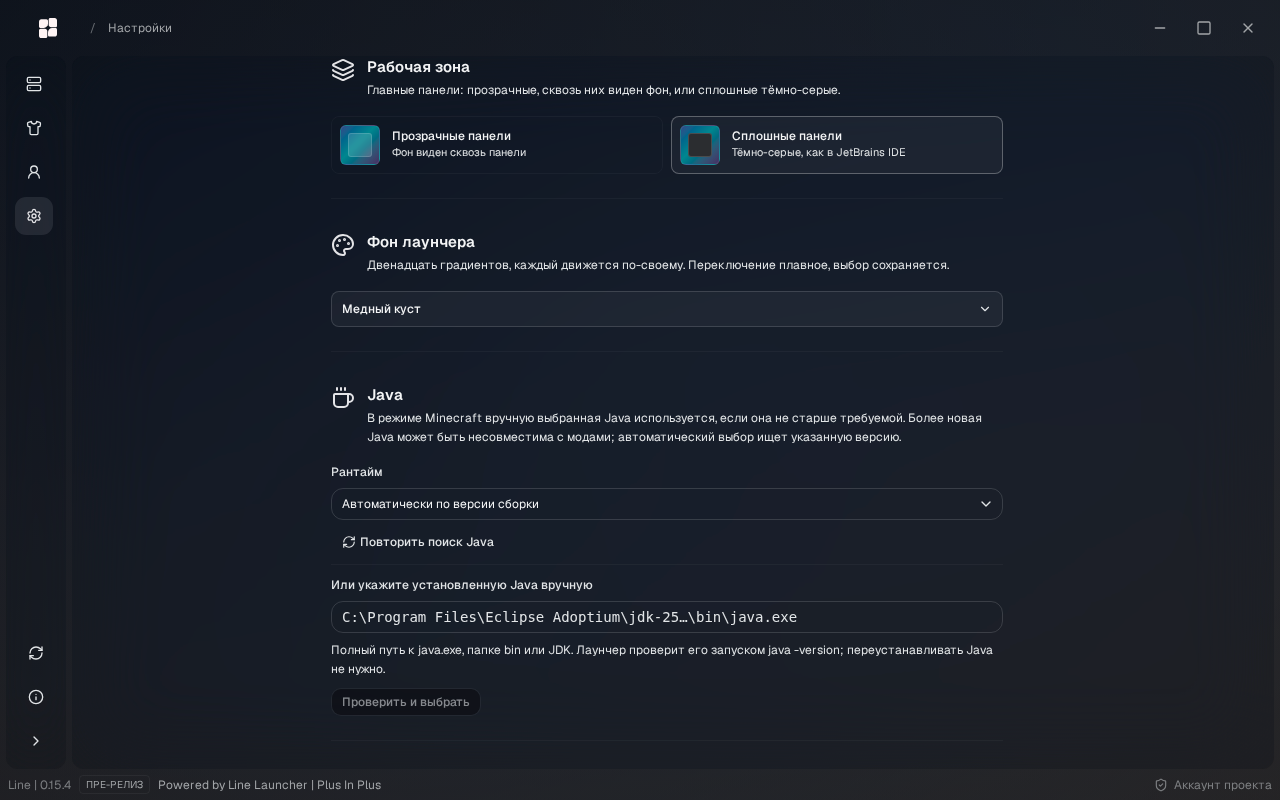 / Настройки
Рабочая зона
Главные панели: прозрачные, сквозь них виден фон, или сплошные тёмно-серые.
Прозрачные панели
Фон виден сквозь панели
Сплошные панели
Тёмно-серые, как в JetBrains IDE
Фон лаунчера
Двенадцать градиентов, каждый движется по-своему. Переключение плавное, выбор сохраняется.
Медный куст
Java
В режиме Minecraft вручную выбранная Java используется, если она не старше требуемой. Более новая
Java может быть несовместима с модами; автоматический выбор ищет указанную версию.
Рантайм
Автоматически по версии сборки
Повторить поиск Java
Или укажите установленную Java вручную
C:\Program Files\Eclipse Adoptium\jdk-25…\bin\java.exe
Полный путь к java.exe, папке bin или JDK. Лаунчер проверит его запуском java -version; переустанавливать Java
не нужно.
Проверить и выбрать
Line | 0.15.4 ПРЕ-РЕЛИЗ Powered by Line Launcher | Plus In Plus
Аккаунт проекта